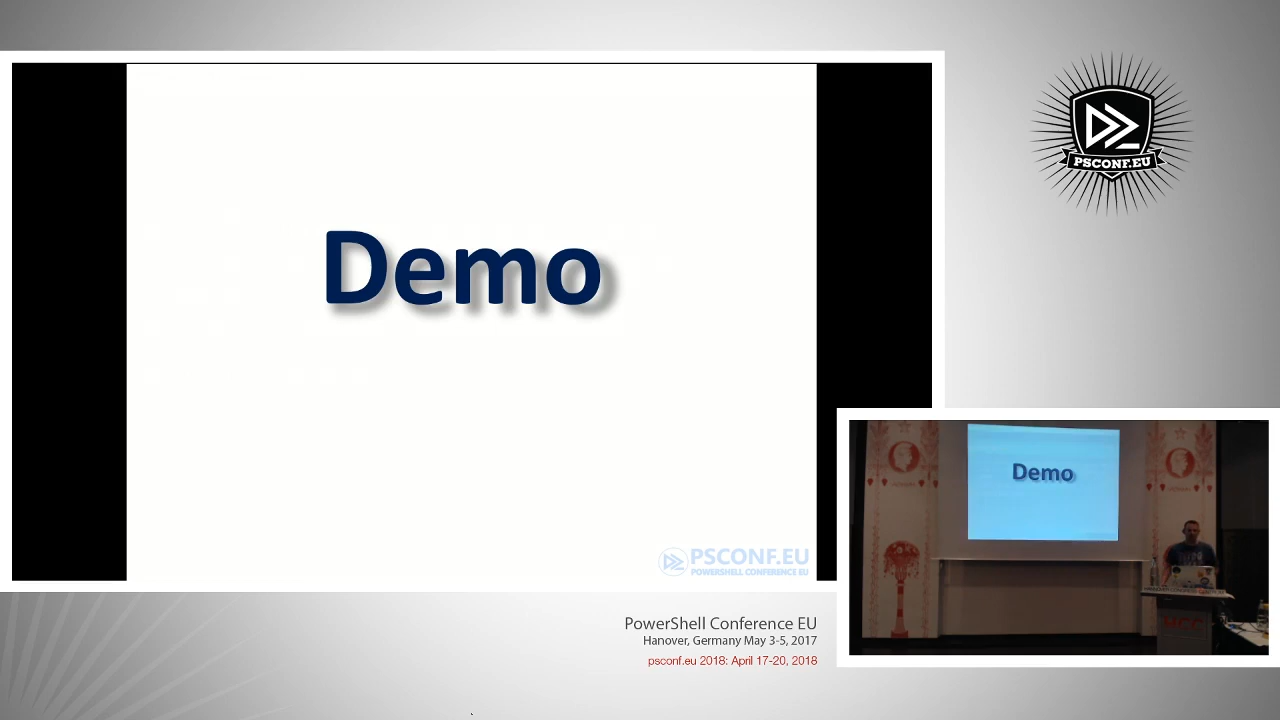 Demo
PSCONF.EU
POWERSHELL CONFERENCE EU
PSCONF.EU
Demo
PowerShell Conference EU
Hanover, Germany May 3-5, 2017
psconf.eu 2018: April 17-20, 2018